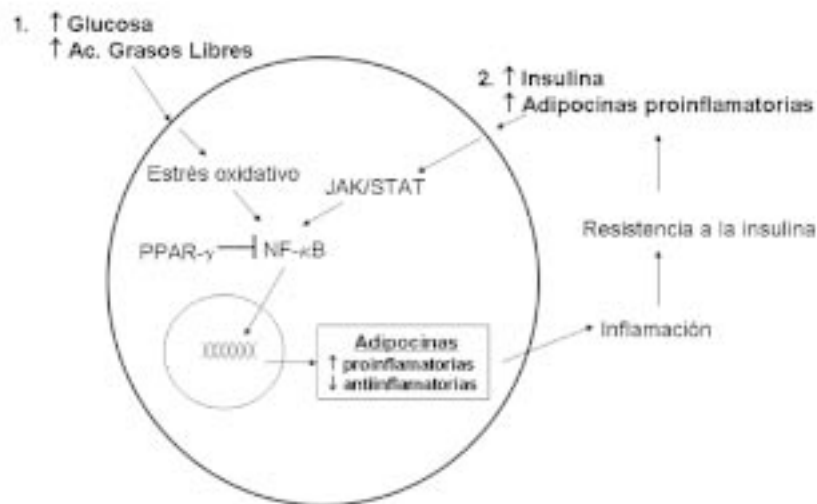 1. ↑ Glucosa
↑ Ac. Grasos Libres
2. ↑ Insulina
↑ Adipocinas proinflamatorias
Estrés oxidativo
JAK/STAT
PPAR-γ
NF-κB
Resistencia a la insulina
Inflamación
Adipocinas
↑ proinflamatorias
↓ antiinflamatorias